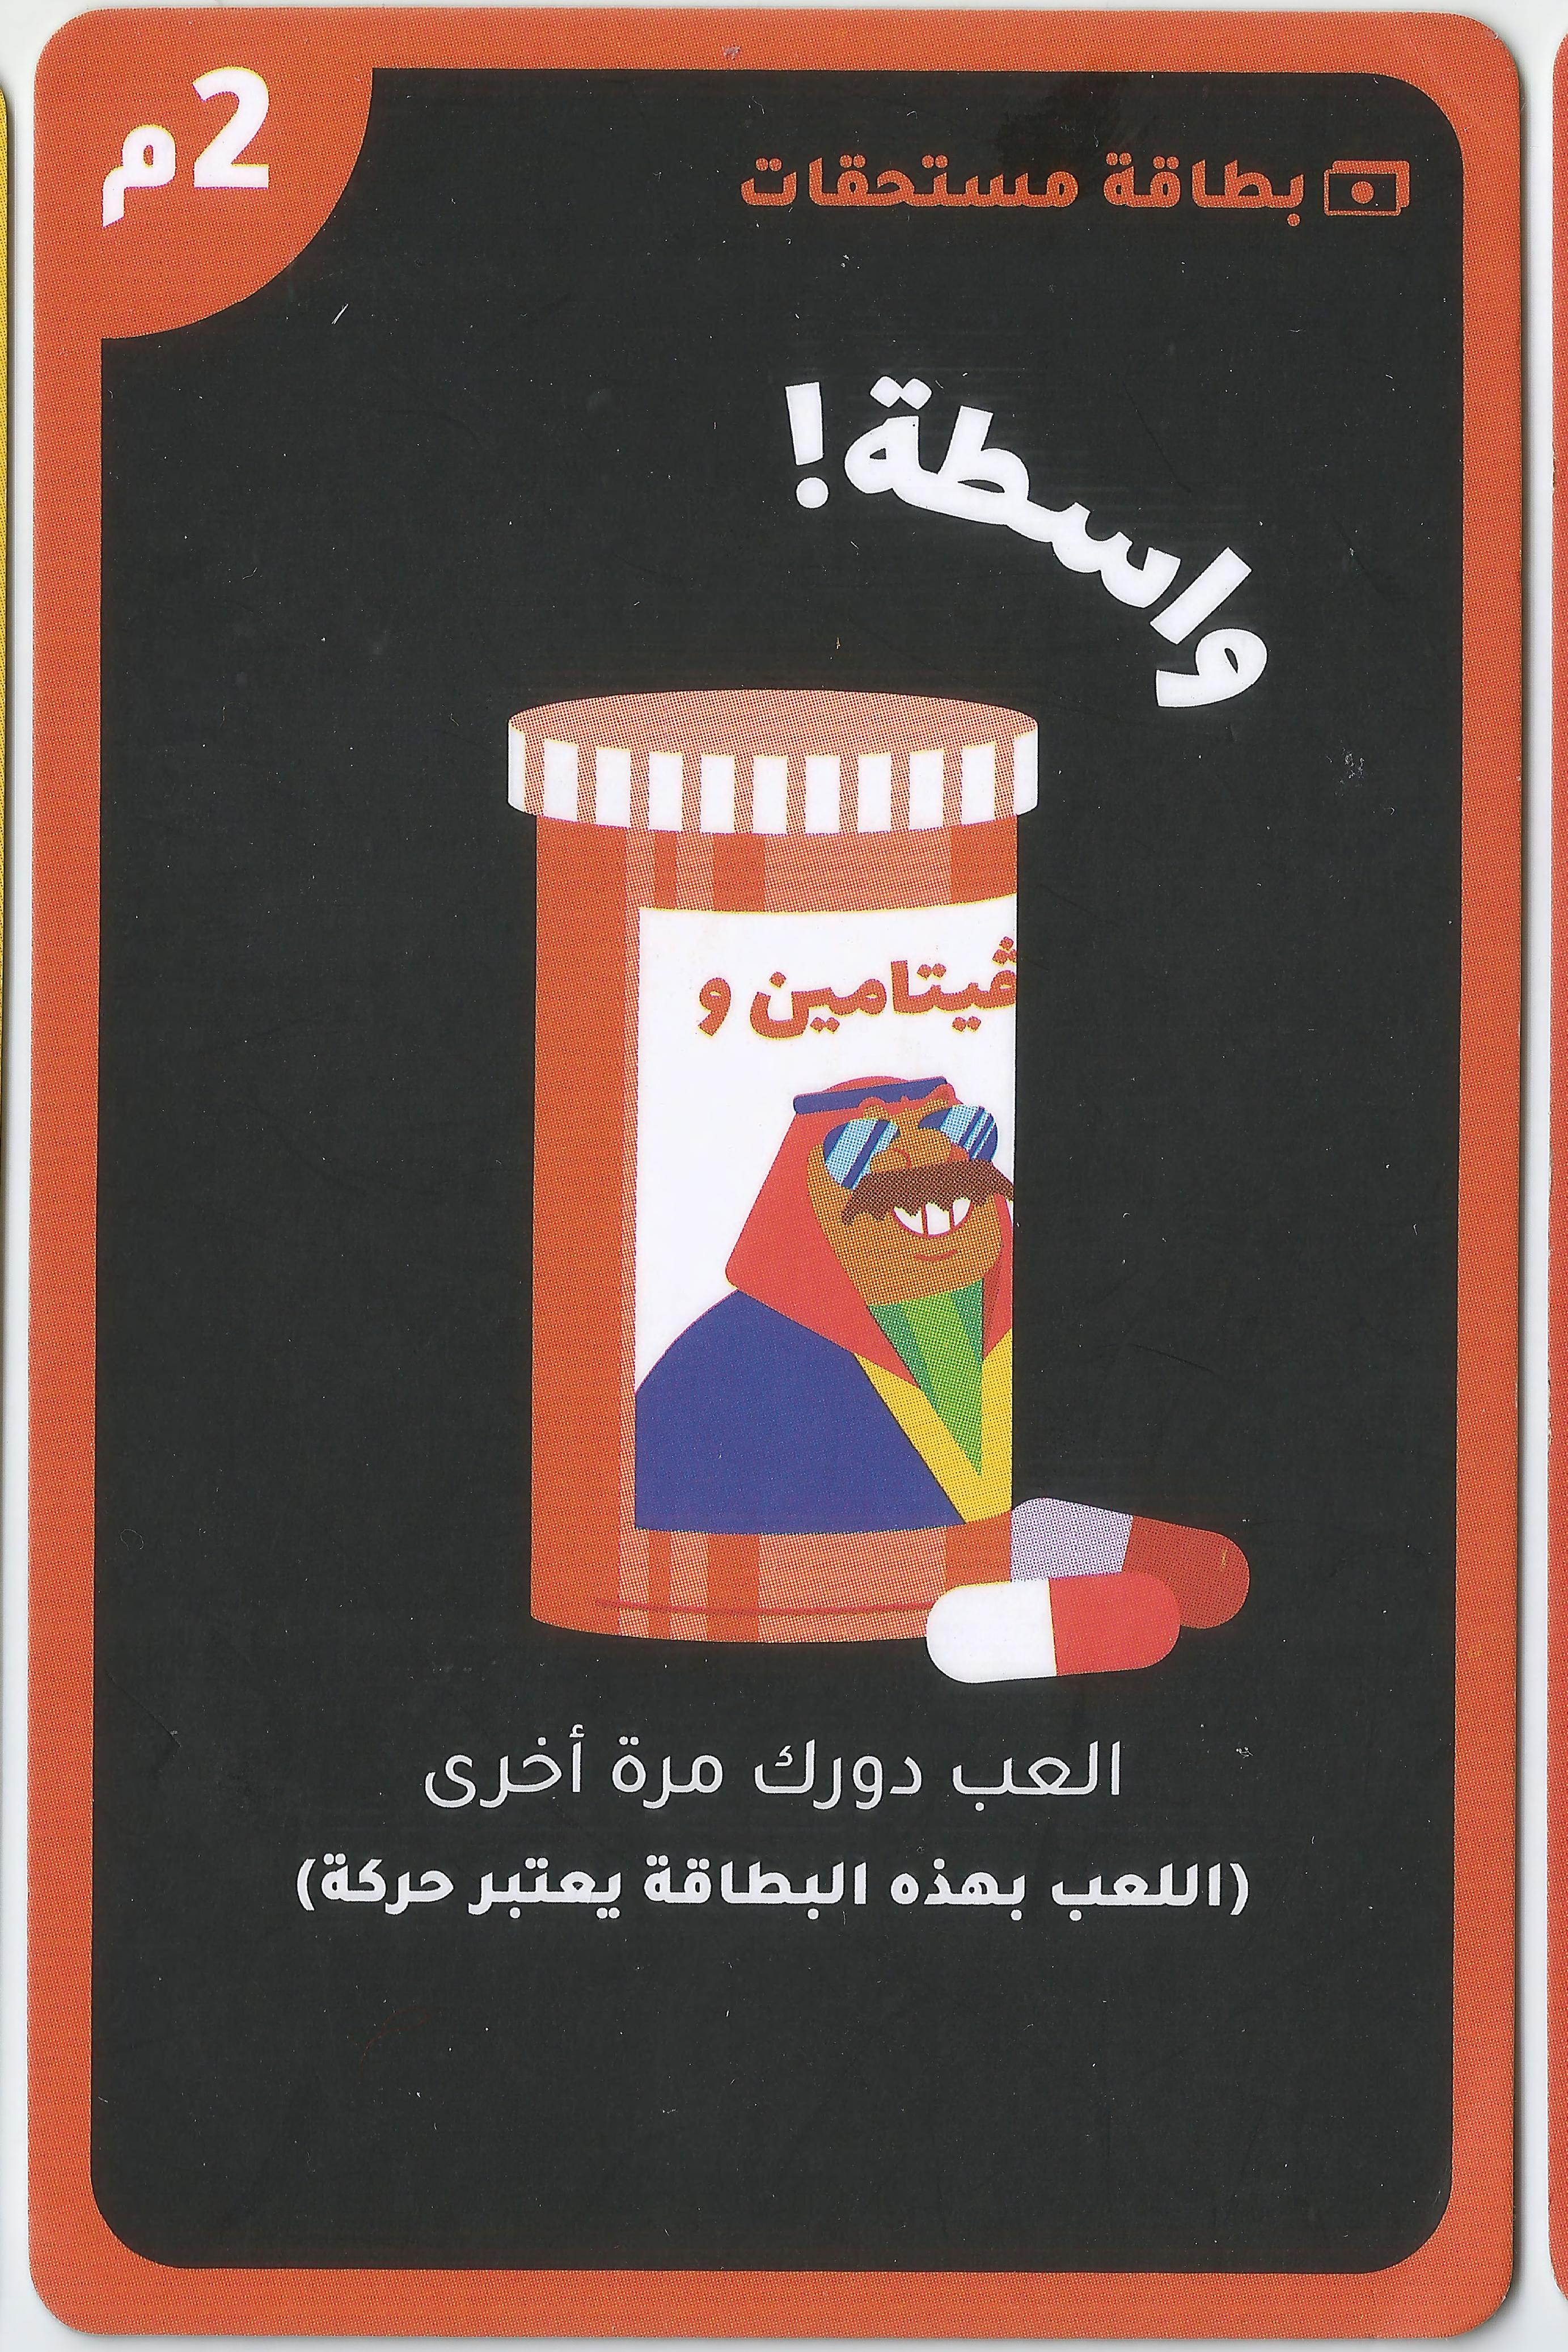 2م
بطاقة مستحقات
واسطة!
ڤيتامين و
العب دورك مرة أخرى
(اللعب بهذه البطاقة يعتبر حركة)